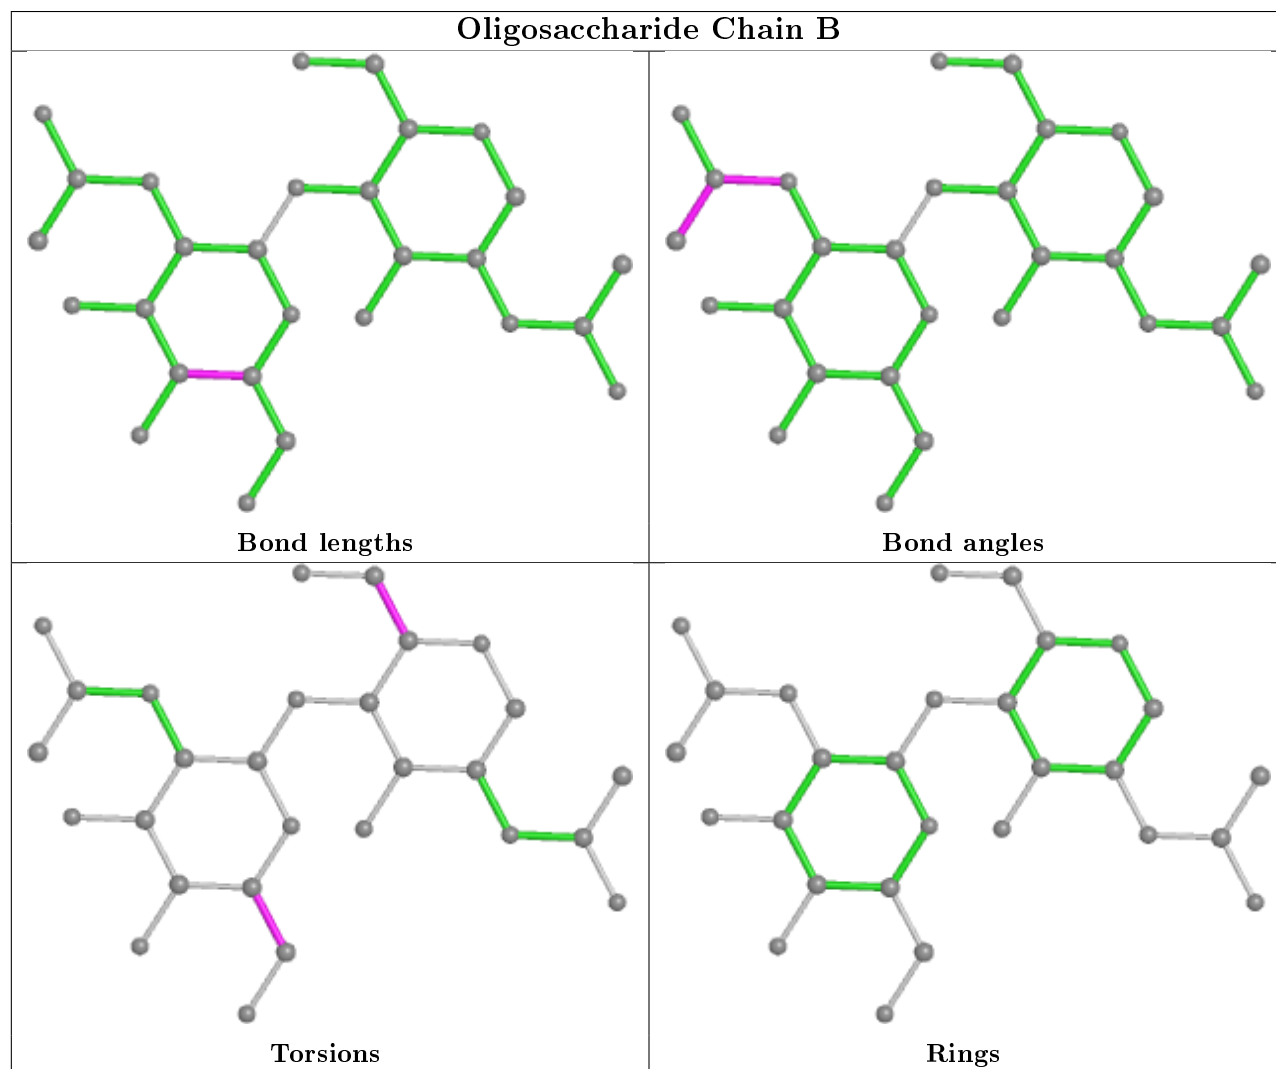 Oligosaccharide Chain B
Bond lengths
Bond angles
Torsions
Rings